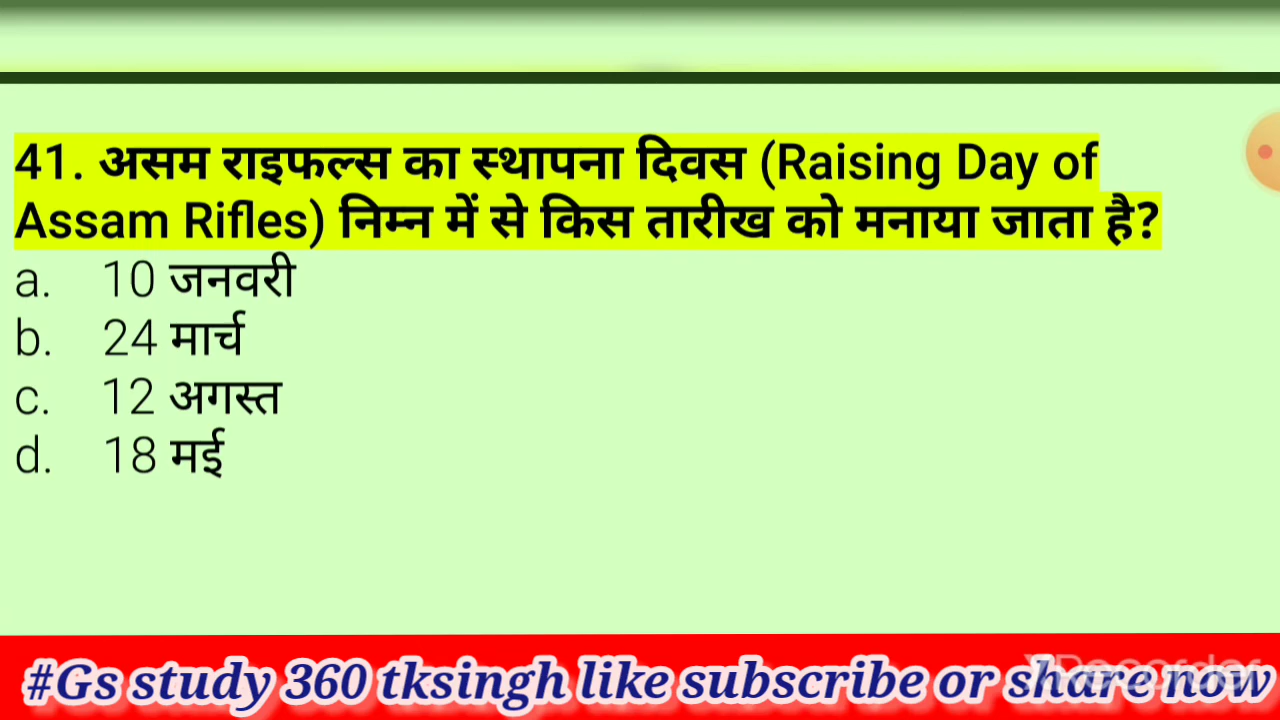 41. असम राइफल्स का स्थापना दिवस (Raising Day of
Assam Rifles) निम्न में से किस तारीख को मनाया जाता है?
a. 10 जनवरी
b. 24 मार्च
c. 12 अगस्त
d. 18 मई
#Gs study 360 tksingh like subscribe or share now
XRecorder